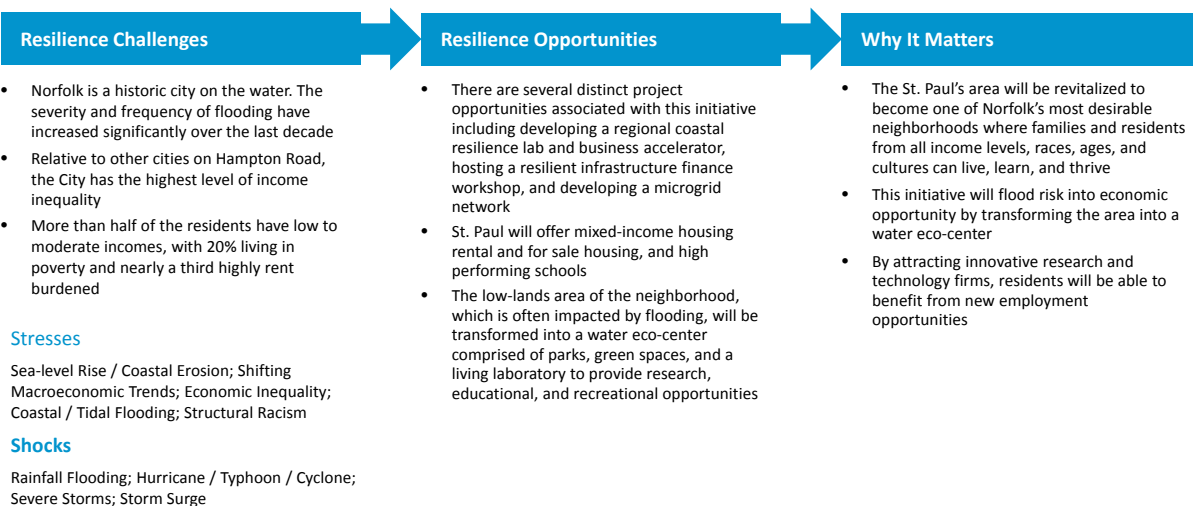 Resilience Challenges
• Norfolk is a historic city on the water. The
severity and frequency of flooding have
increased significantly over the last decade
• Relative to other cities on Hampton Road,
the City has the highest level of income
inequality
• More than half of the residents have low to
moderate incomes, with 20% living in
poverty and nearly a third highly rent
burdened
Stresses
Sea-level Rise / Coastal Erosion; Shifting
Macroeconomic Trends; Economic Inequality;
Coastal / Tidal Flooding; Structural Racism
Shocks
Rainfall Flooding; Hurricane / Typhoon / Cyclone;
Severe Storms; Storm Surge
Resilience Opportunities
• There are several distinct project
opportunities associated with this initiative
including developing a regional coastal
resilience lab and business accelerator,
hosting a resilient infrastructure finance
workshop, and developing a microgrid
network
• St. Paul will offer mixed-income housing
rental and for sale housing, and high
performing schools
• The low-lands area of the neighborhood,
which is often impacted by flooding, will be
transformed into a water eco-center
comprised of parks, green spaces, and a
living laboratory to provide research,
educational, and recreational opportunities
Why It Matters
• The St. Paul’s area will be revitalized to
become one of Norfolk’s most desirable
neighborhoods where families and residents
from all income levels, races, ages, and
cultures can live, learn, and thrive
• This initiative will flood risk into economic
opportunity by transforming the area into a
water eco-center
• By attracting innovative research and
technology firms, residents will be able to
benefit from new employment
opportunities